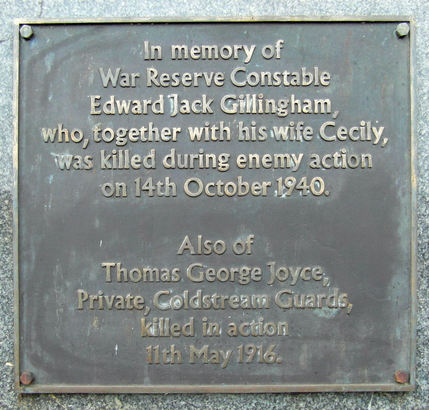 In memory of
War Reserve Constable
Edward Jack Gillingham,
who, together with his wife Cecily,
was killed during enemy action
on 14th October 1940.
Also of
Thomas George Joyce,
Private, Coldstream Guards,
killed in action
11th May 1916.